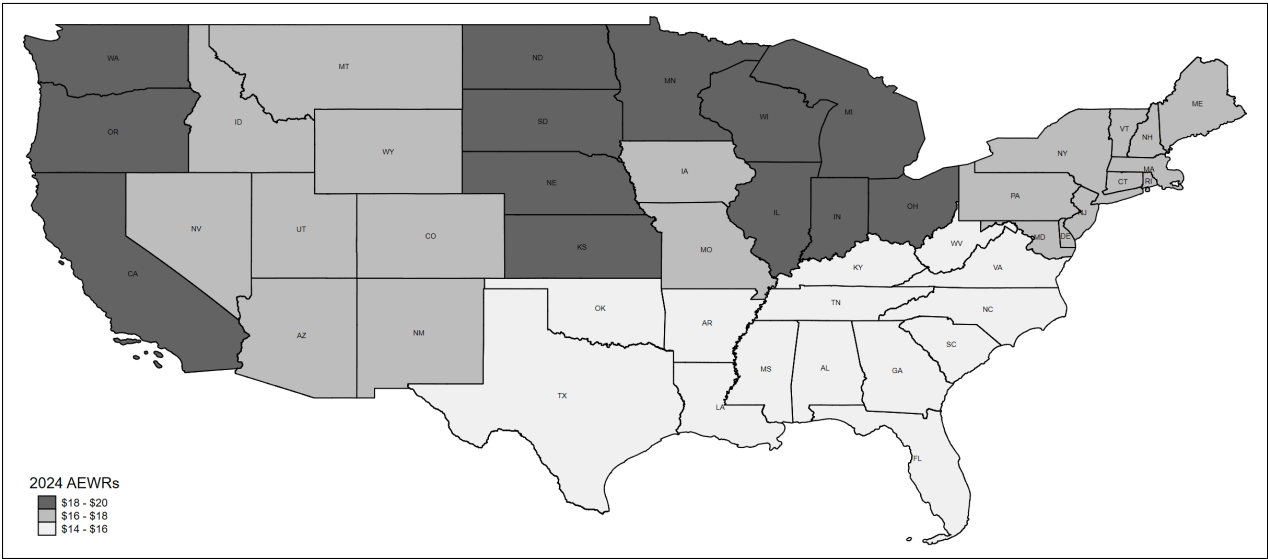 WA
MT
ND
MN
OR
ID
SD
WI
MI
ME
VT
NH
NY
WY
NE
IA
MA
CT
RI
PA
NJ
NV
UT
CO
KS
MO
IL
IN
OH
WV
MD
DE
CA
KY
VA
AZ
NM
OK
AR
TN
NC
SC
TX
LA
MS
AL
GA
FL
2024 AEWRs
$18 - $20
$16 - $18
$14 - $16